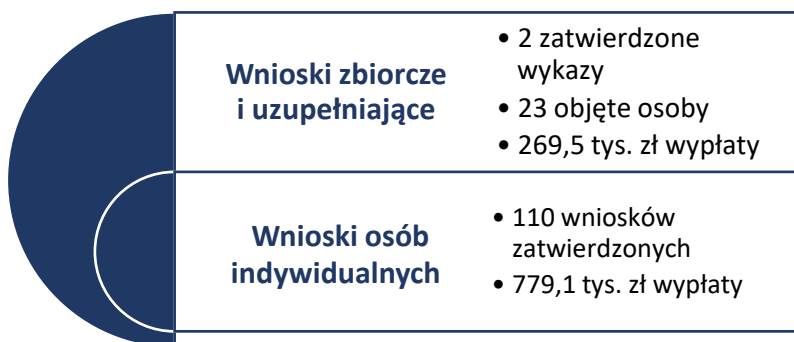 Wnioski zbiorcze
i uzupełniające
• 2 zatwierdzone
wykazy
• 23 objęte osoby
• 269,5 tys. zł wypłaty
Wnioski osób
indywidualnych
• 110 wniosków
zatwierdzonych
• 779,1 tys. zł wypłaty